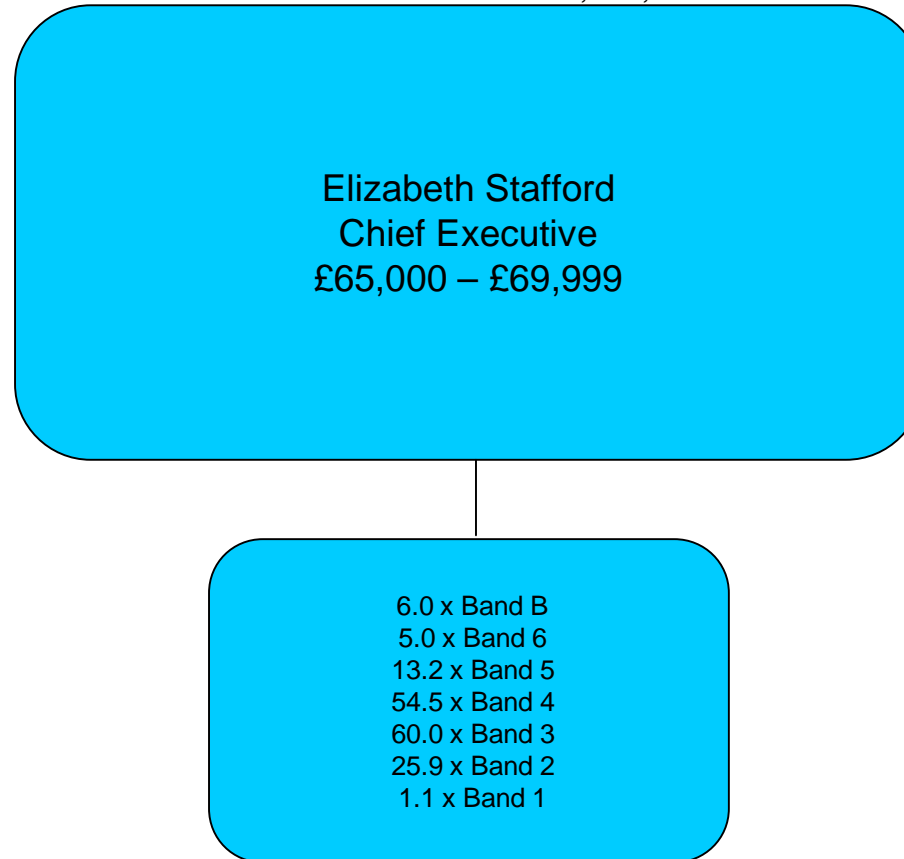 Elizabeth Stafford
Chief Executive
£65,000 – £69,999
6.0 x Band B
5.0 x Band 6
13.2 x Band 5
54.5 x Band 4
60.0 x Band 3
25.9 x Band 2
1.1 x Band 1